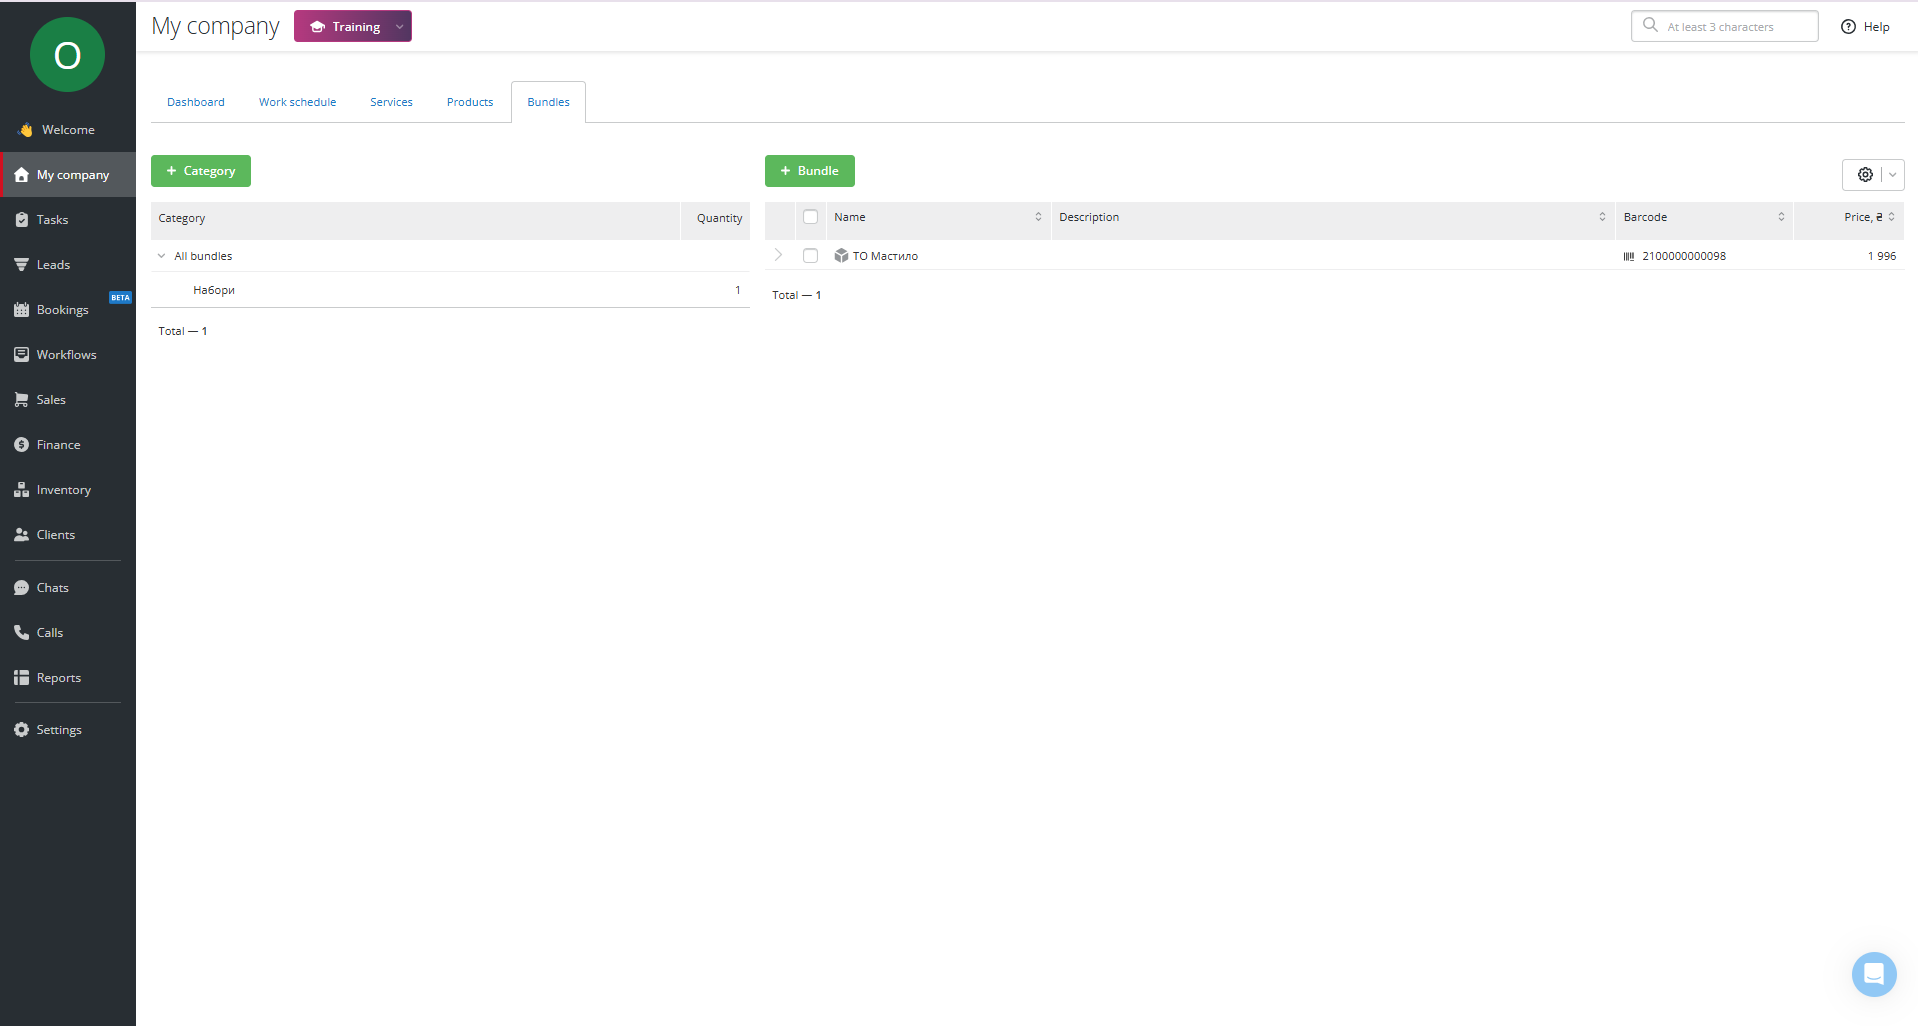 O
My company
Training
At least 3 characters
Help
Welcome
My company
Tasks
Leads
Bookings
BETA
Workflows
Sales
Finance
Inventory
Clients
Chats
Calls
Reports
Settings
Dashboard
Work schedule
Services
Products
Bundles
+ Category
Category
Quantity
All bundles
Набори
1
Total — 1
+ Bundle
Name
Description
Barcode
Price, ₴
ТО Мастило
2100000000098
1 996
Total — 1